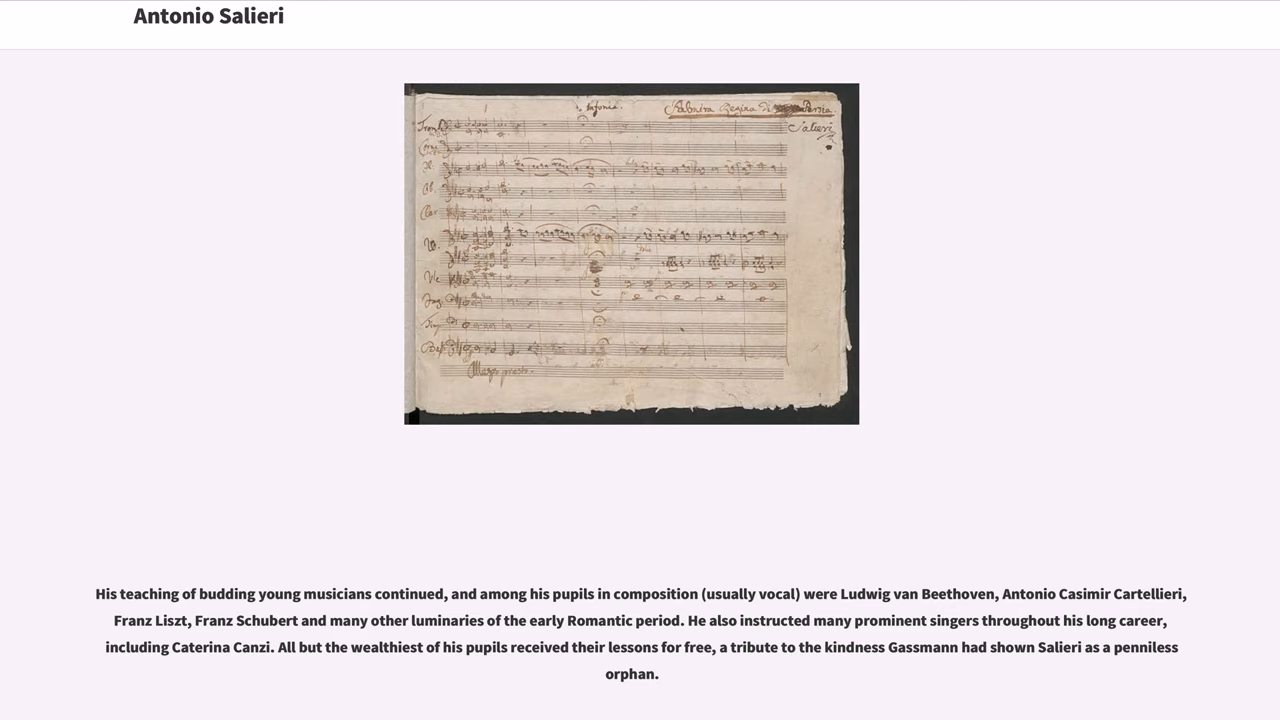 Antonio Salieri
Sinfonia.
Palmira Regina di Persia.
Salieri
Allegro presto.
His teaching of budding young musicians continued, and among his pupils in composition (usually vocal) were Ludwig van Beethoven, Antonio Casimir Cartellieri,
Franz Liszt, Franz Schubert and many other luminaries of the early Romantic period. He also instructed many prominent singers throughout his long career,
including Caterina Canzi. All but the wealthiest of his pupils received their lessons for free, a tribute to the kindness Gassmann had shown Salieri as a penniless
orphan.